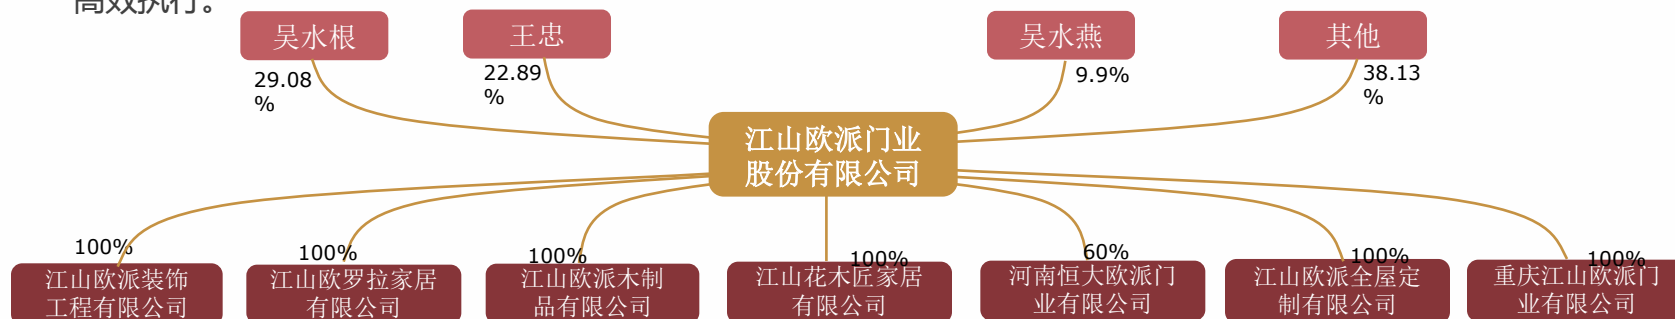 高效执行。
吴水根
王忠
吴水燕
其他
29.08
%
22.89
%
9.9%
38.13
%
江山欧派门业
股份有限公司
100%
100%
100%
100%
60%
100%
100%
江山欧派装饰
工程有限公司
江山欧罗拉家居
有限公司
江山欧派木制
品有限公司
江山花木匠家居
有限公司
河南恒大欧派门
业有限公司
江山欧派全屋定
制有限公司
重庆江山欧派门
业有限公司